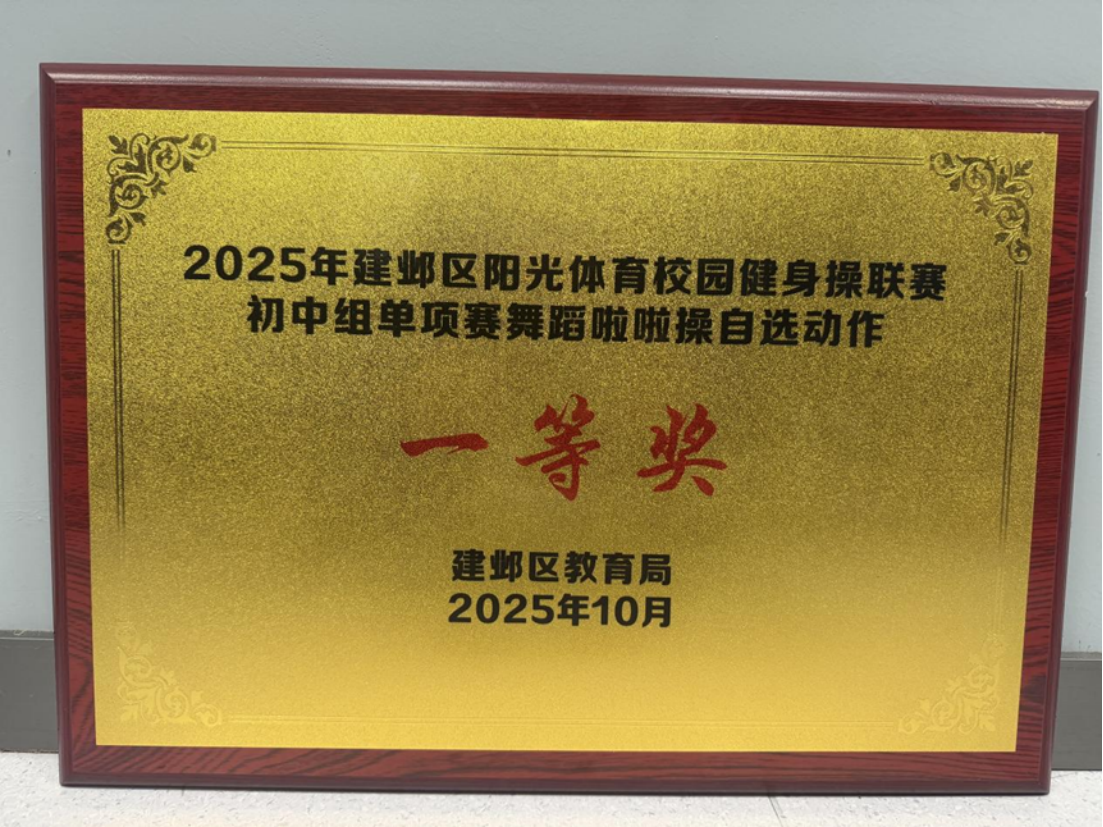 2025年建邺区阳光体育校园健身操联赛
初中组单项赛舞蹈啦啦操自选动作
一等奖
建邺区教育局
2025年10月